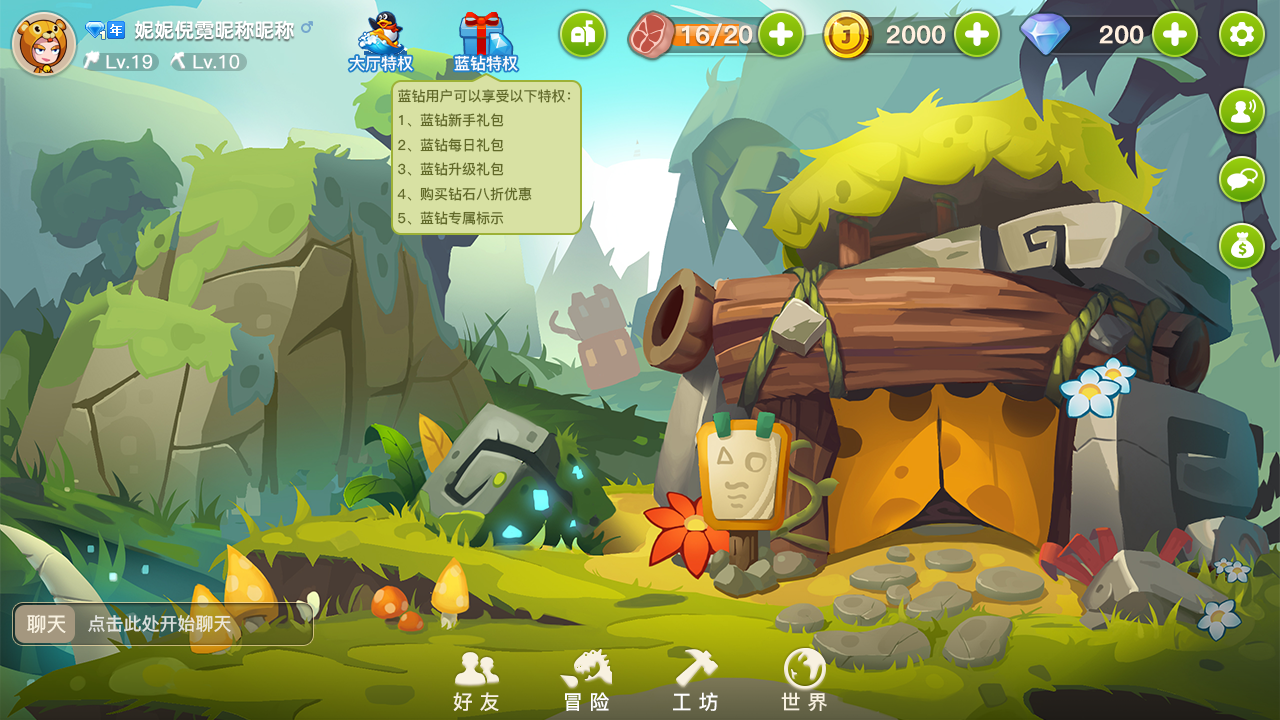 年 妮妮倪霓昵称昵称
Lv.19 Lv.10
大厅特权
蓝钻特权
16/20
2000
200
蓝钻用户可以享受以下特权：
1、蓝钻新手礼包
2、蓝钻每日礼包
3、蓝钻升级礼包
4、购买钻石八折优惠
5、蓝钻专属标示
聊天 点击此处开始聊天
好友
冒险
工坊
世界